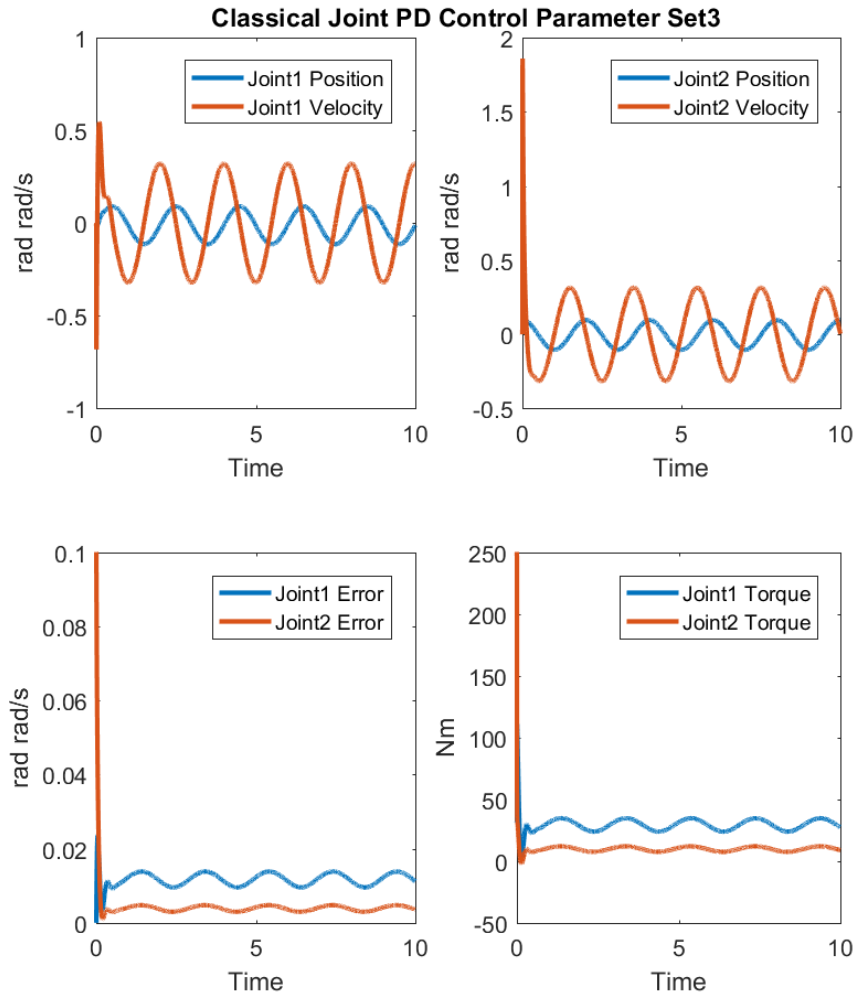 Classical Joint PD Control Parameter Set3
1
0.5
0
-0.5
-1
rad rad/s
Joint1 Position
Joint1 Velocity
0
5
10
Time
2
1.5
1
0.5
0
-0.5
rad rad/s
Joint2 Position
Joint2 Velocity
0
5
10
Time
0.1
0.08
0.06
0.04
0.02
0
rad rad/s
Joint1 Error
Joint2 Error
0
5
10
Time
250
200
150
100
50
0
-50
Nm
Joint1 Torque
Joint2 Torque
0
5
10
Time